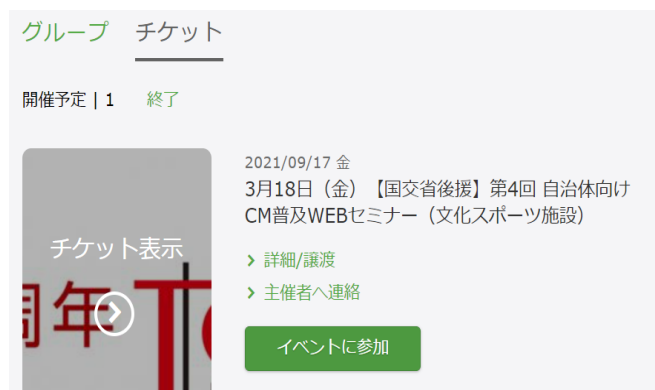 グループ チケット
開催予定 | 1 終了
2021/09/17 金
3月18日（金）【国交省後援】第4回 自治体向け
CM普及WEBセミナー（文化スポーツ施設）
チケット表示
周年 T
> 詳細/譲渡
> 主催者へ連絡
イベントに参加